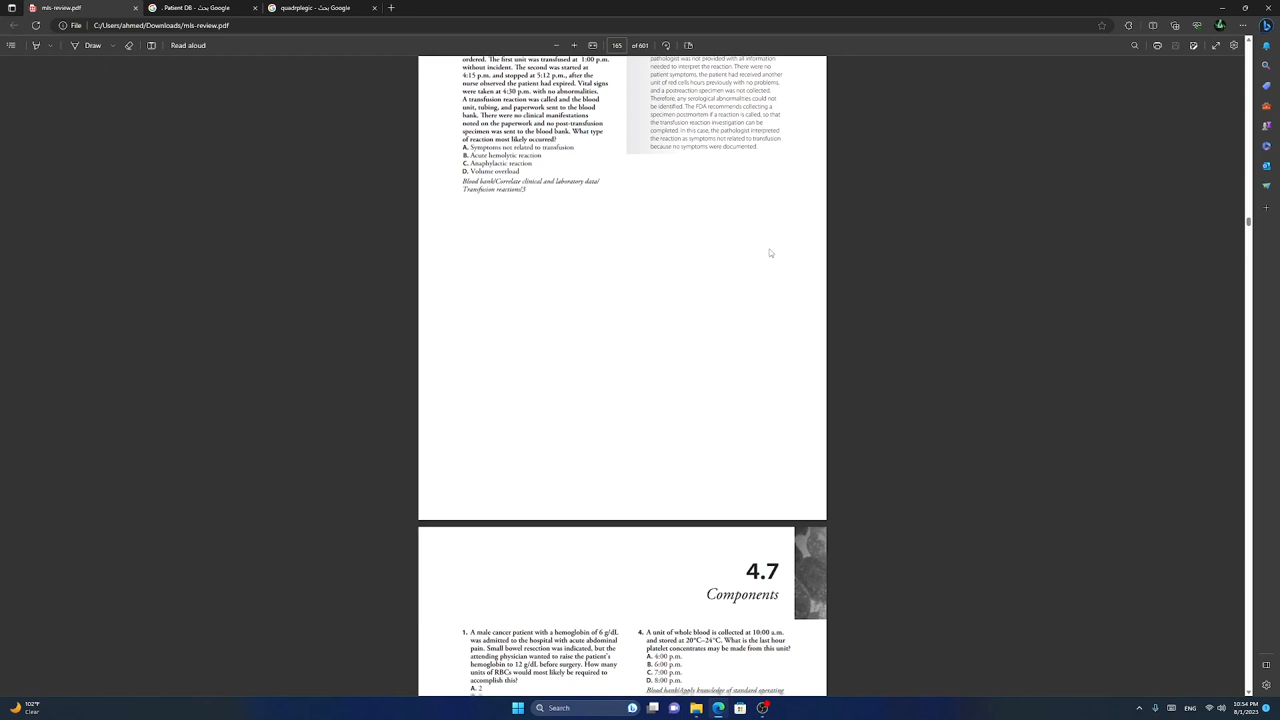 Patient Data - Google
quadrplegic - Google
File
C:/Users/me/Downloads/mls-review.pdf
Draw
Read aloud
165
of 601
ordered. The first unit was transfused at 1:00 p.m.
without incident. The second was started at
4:15 p.m. and stopped at 5:12 p.m., after the
nurse observed the patient had expired. Vital signs
were taken at 4:30 p.m. with no abnormalities.
A transfusion reaction was called and the blood
unit, tubing, and paperwork sent to the blood
bank. There were no clinical manifestations
noted on the paperwork and no post-transfusion
specimen was sent to the blood bank. What type
of reaction most likely occurred?
A. Symptoms not related to transfusion
B. Acute hemolytic reaction
C. Anaphylactic reaction
D. Volume overload
Blood bank/Correlate clinical and laboratory data/
Transfusion reactions/3
pathologist was not provided with all information
needed to interpret the reaction. There were no
patient symptoms, the patient had received another
unit of red cells hours previously with no problems,
and a postreaction specimen was not collected.
Therefore, any serological abnormalities could not
be identified. The FDA recommends collecting a
specimen postmortem if a reaction is called, so that
the transfusion reaction investigation can be
completed. In this case, the pathologist interpreted
the reaction as symptoms not related to transfusion
because no symptoms were documented.
4.7
Components
1. A male cancer patient with a hemoglobin of 6 g/dL
was admitted to the hospital with acute abdominal
pain. Small bowel resection was indicated, but the
attending physician wanted to raise the patient's
hemoglobin to 12 g/dL before surgery. How many
units of RBCs would most likely be required to
accomplish this?
A. 2
4. A unit of whole blood is collected at 10:00 a.m.
and stored at 20°C–24°C. What is the last hour
platelet concentrates may be made from this unit?
A. 4:00 p.m.
B. 6:00 p.m.
C. 7:00 p.m.
D. 8:00 p.m.
Blood bank/Apply knowledge of standard operating
102°F
Clear
Search
ENG
10:54 PM